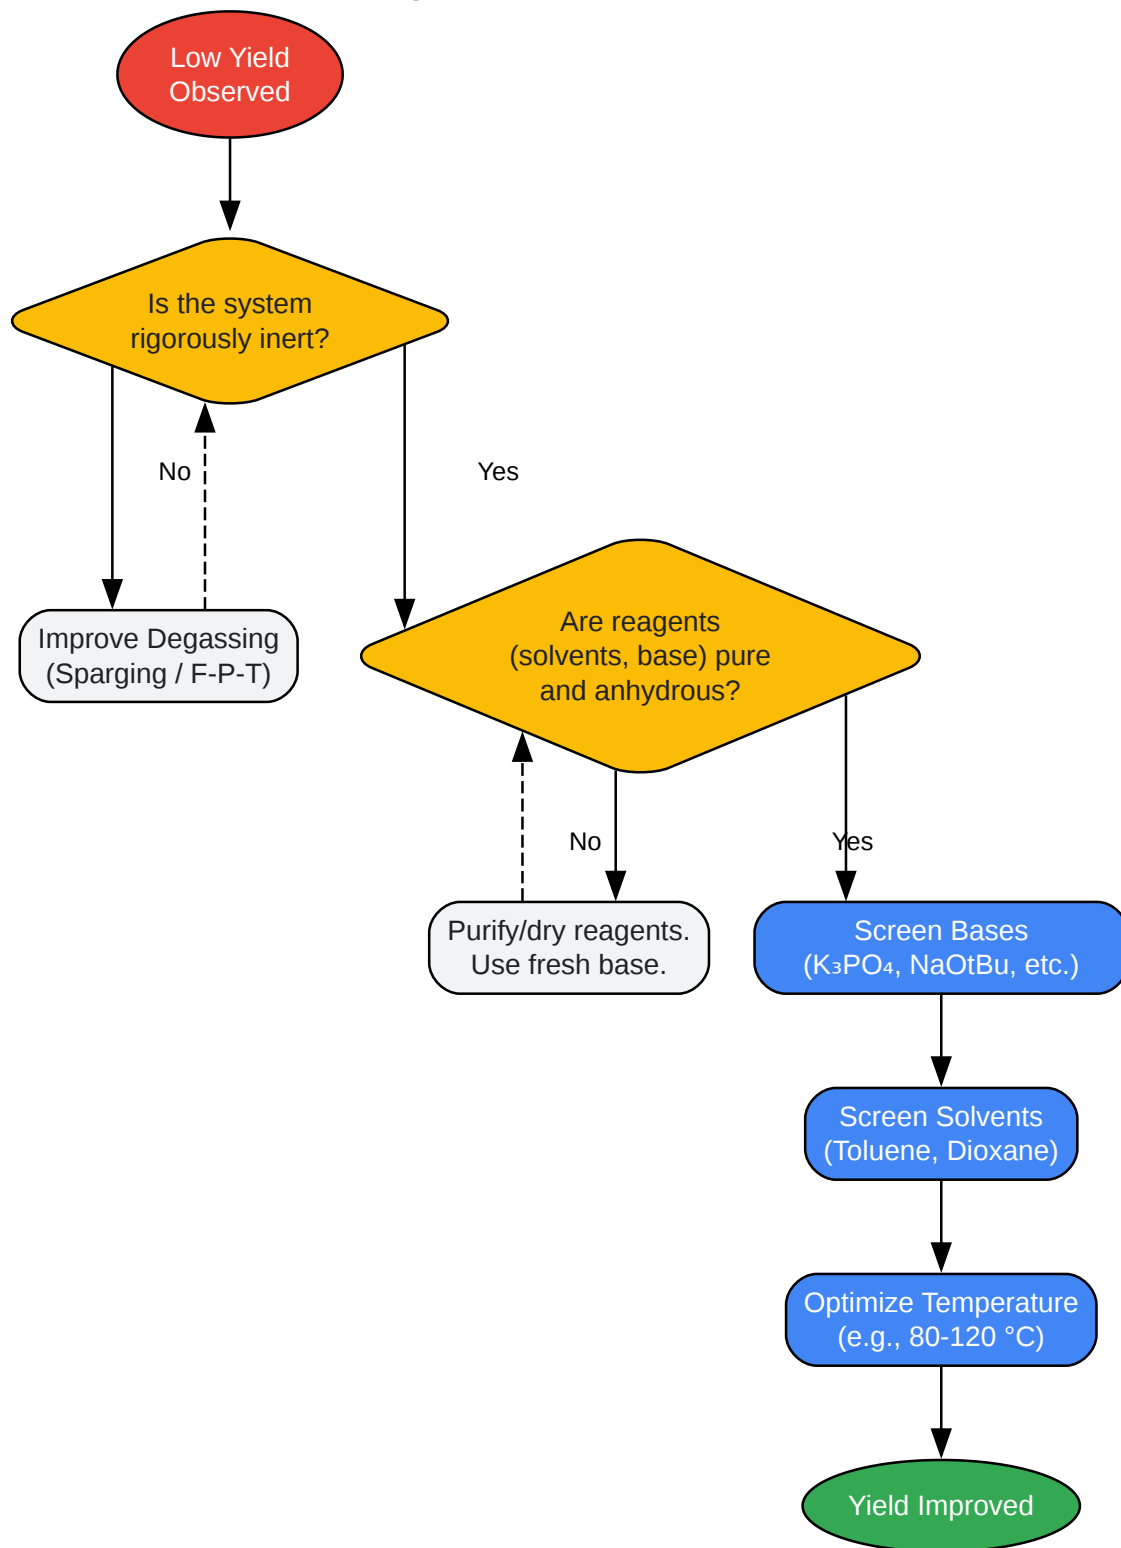 Low Yield
Observed
Is the system
rigorously inert?
No
Yes
Improve Degassing
(Sparging / F-P-T)
Are reagents
(solvents, base) pure
and anhydrous?
No
Yes
Purify/dry reagents.
Use fresh base.
Screen Bases
(K₃PO₄, NaOtBu, etc.)
Screen Solvents
(Toluene, Dioxane)
Optimize Temperature
(e.g., 80-120 °C)
Yield Improved